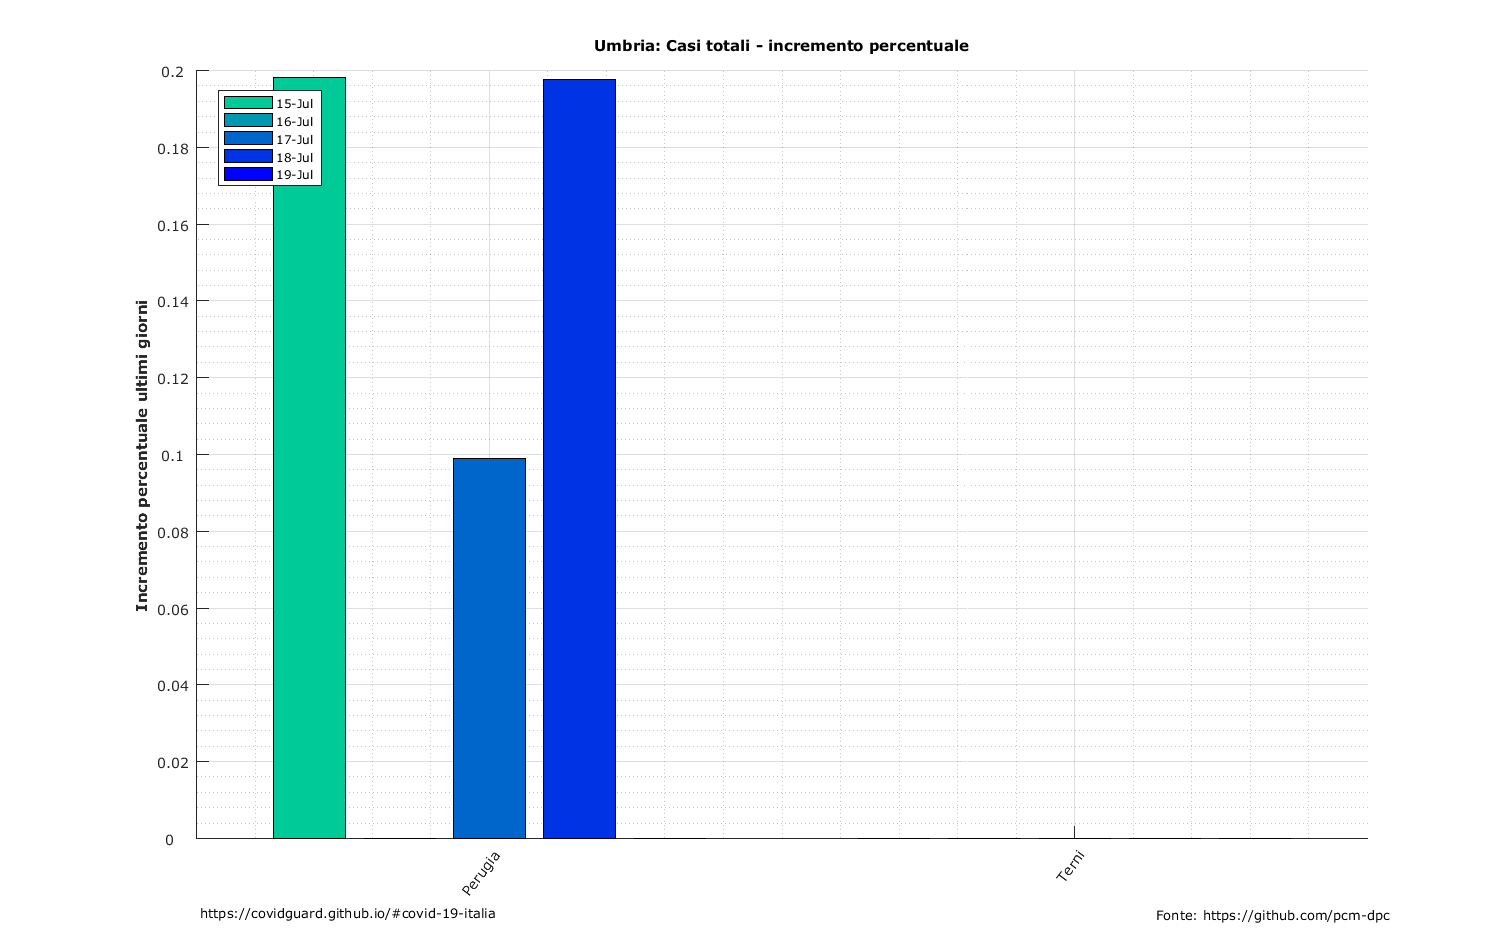 Umbria: Casi totali - incremento percentuale
Incremento percentuale ultimi giorni
0.2
0.18
0.16
0.14
0.12
0.1
0.08
0.06
0.04
0.02
0
15-Jul
16-Jul
17-Jul
18-Jul
19-Jul
Perugia
Terni
https://covidguard.github.io/#covid-19-italia
Fonte: https://github.com/pcm-dpc